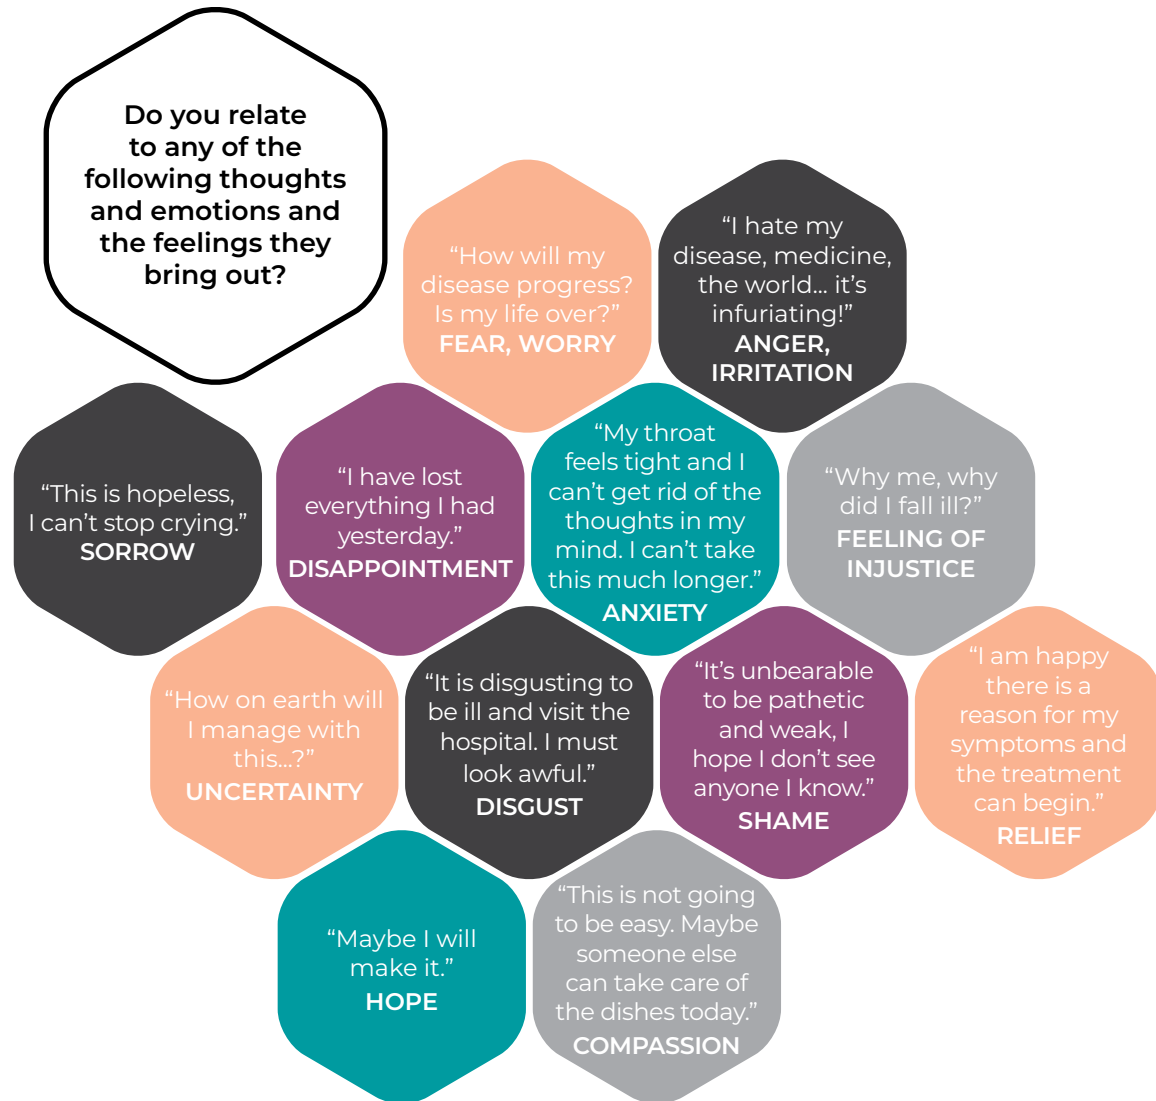 Do you relate
to any of the
following thoughts
and emotions and
the feelings they
bring out?
“How will my
disease progress?
Is my life over?”
FEAR, WORRY
“I hate my
disease, medicine,
the world... it’s
infuriating!”
ANGER,
IRRITATION
“This is hopeless,
I can’t stop crying.”
SORROW
“I have lost
everything I had
yesterday.”
DISAPPOINTMENT
“My throat
feels tight and I
can’t get rid of the
thoughts in my
mind. I can’t take
this much longer.”
ANXIETY
“Why me, why
did I fall ill?”
FEELING OF
INJUSTICE
“How on earth will
I manage with
this...?”
UNCERTAINTY
“It is disgusting to
be ill and visit the
hospital. I must
look awful.”
DISGUST
“It’s unbearable
to be pathetic
and weak, I
hope I don’t see
anyone I know.”
SHAME
“I am happy
there is a
reason for my
symptoms and
the treatment
can begin.”
RELIEF
“Maybe I will
make it.”
HOPE
“This is not going
to be easy. Maybe
someone else
can take care of
the dishes today.”
COMPASSION